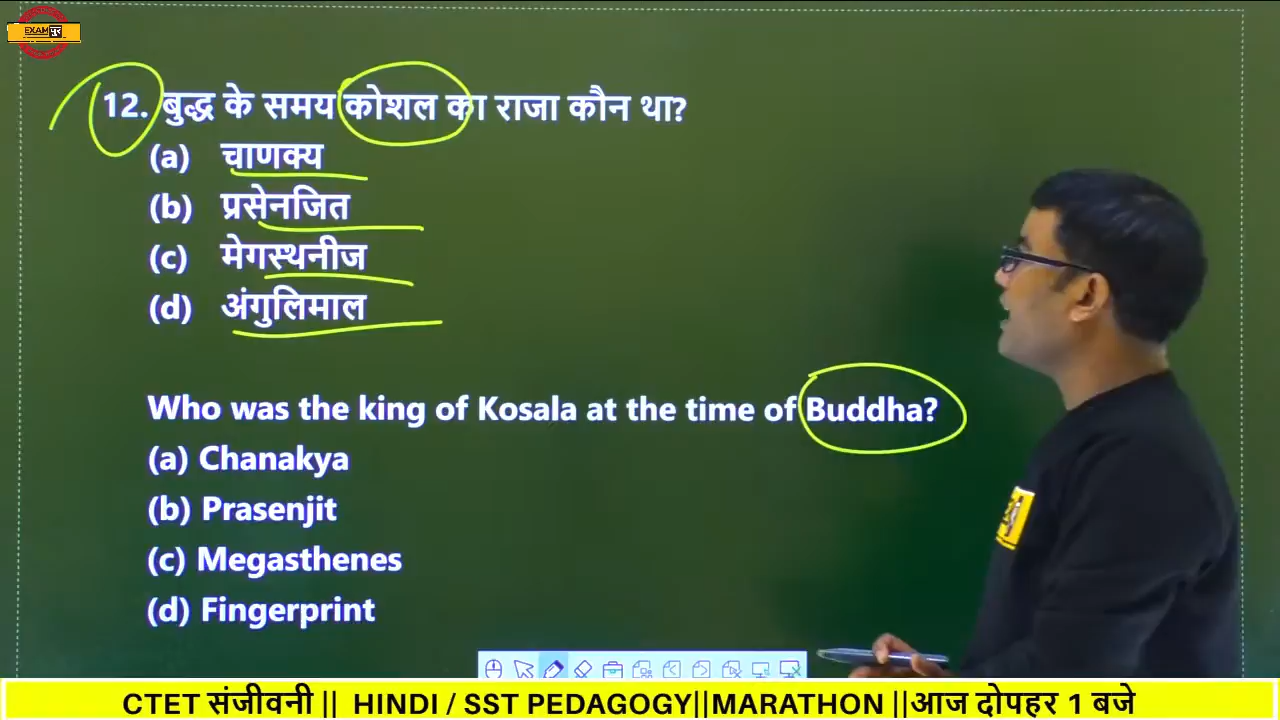 EXAM
12. बुद्ध के समय कोशल का राजा कौन था?
(a) चाणक्य
(b) प्रसेनजित
(c) मेगस्थनीज
(d) अंगुलिमाल
Who was the king of Kosala at the time of Buddha?
(a) Chanakya
(b) Prasenjit
(c) Megasthenes
(d) Fingerprint
CTET संजीवनी || HINDI / SST PEDAGOGY||MARATHON ||आज दोपहर 1 बजे